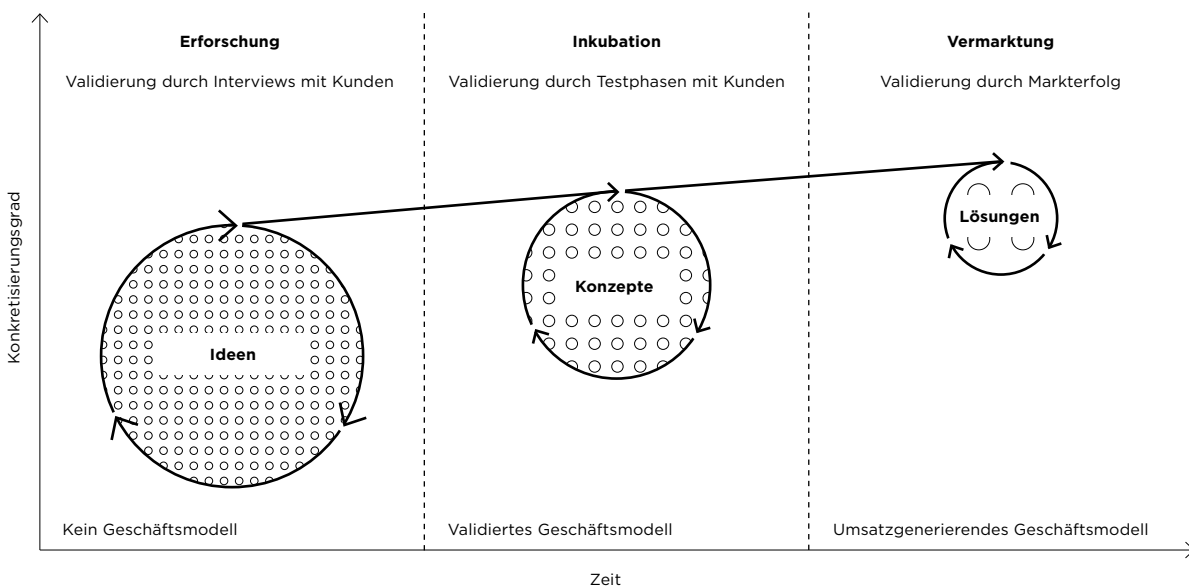 Erforschung
Validierung durch Interviews mit Kunden
Inkubation
Validierung durch Testphasen mit Kunden
Vermarktung
Validierung durch Markterfolg
Konkretisierungsgrad
Ideen
Konzepte
Lösungen
Kein Geschäftsmodell
Validiertes Geschäftsmodell
Umsatzgenerierendes Geschäftsmodell
Zeit